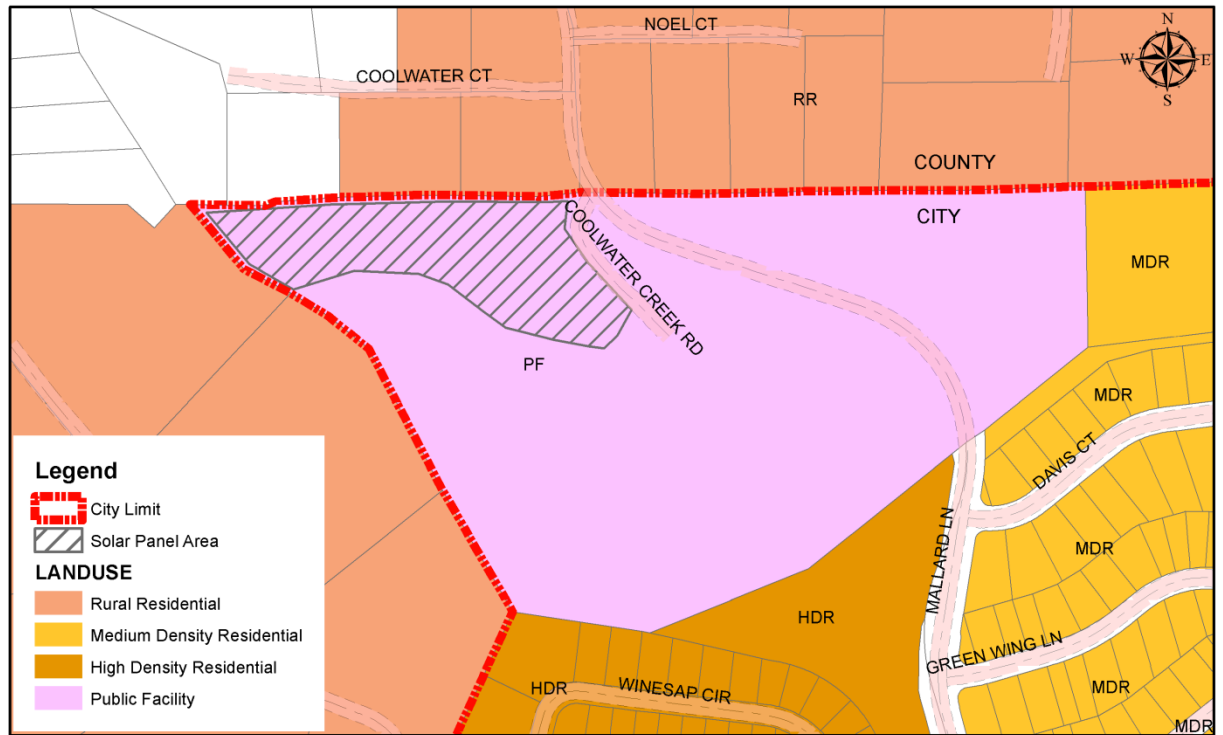 NOEL CT
N
W
E
S
COOLWATER CT
RR
COUNTY
CITY
COOLWATER CREEK RD
MDR
PF
MDR
DAVIS CT
MALLARD LN
MDR
HDR
GREEN WING LN
HDR
WINESAP CIR
MDR
MDR
Legend
City Limit
Solar Panel Area
LANDUSE
Rural Residential
Medium Density Residential
High Density Residential
Public Facility